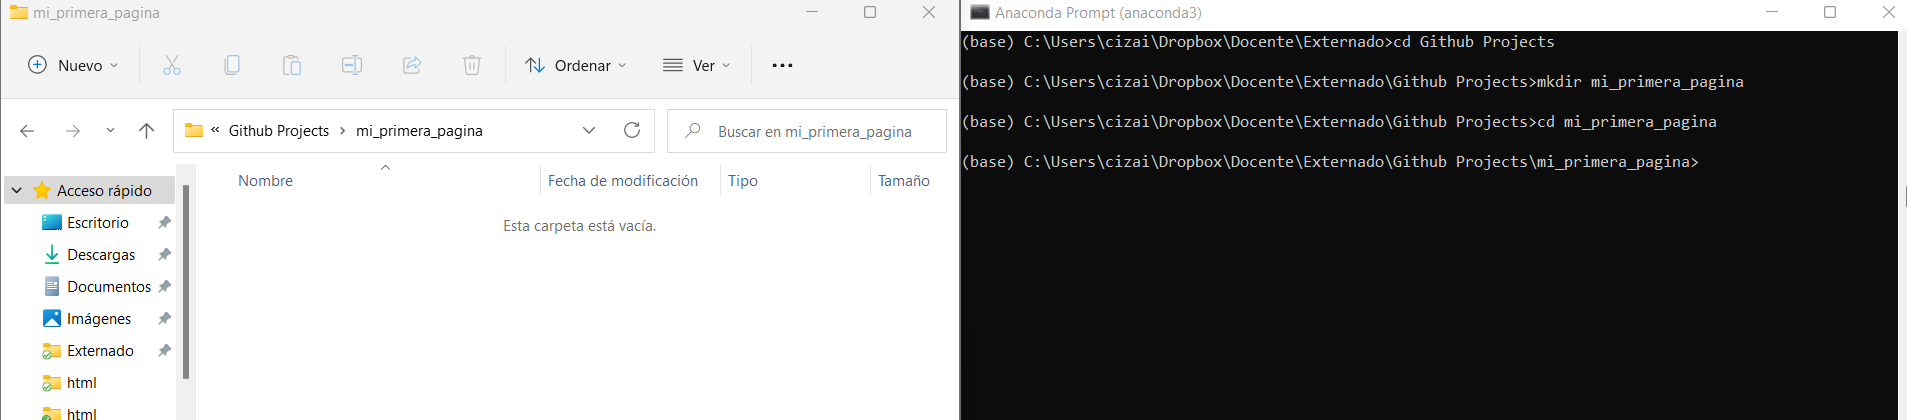 mi_primera_pagina
Nuevo
Ordenar
Ver
« Github Projects > mi_primera_pagina
Buscar en mi_primera_pagina
Nombre Fecha de modificación Tipo Tamaño
Acceso rápido
Escritorio
Descargas
Documentos
Imágenes
Externado
html
html
Esta carpeta está vacía.
Anaconda Prompt (anaconda3)
(base) C:\Users\cizai\Dropbox\Docente\Externado>cd Github Projects
(base) C:\Users\cizai\Dropbox\Docente\Externado\Github Projects>mkdir mi_primera_pagina
(base) C:\Users\cizai\Dropbox\Docente\Externado\Github Projects>cd mi_primera_pagina
(base) C:\Users\cizai\Dropbox\Docente\Externado\Github Projects\mi_primera_pagina>